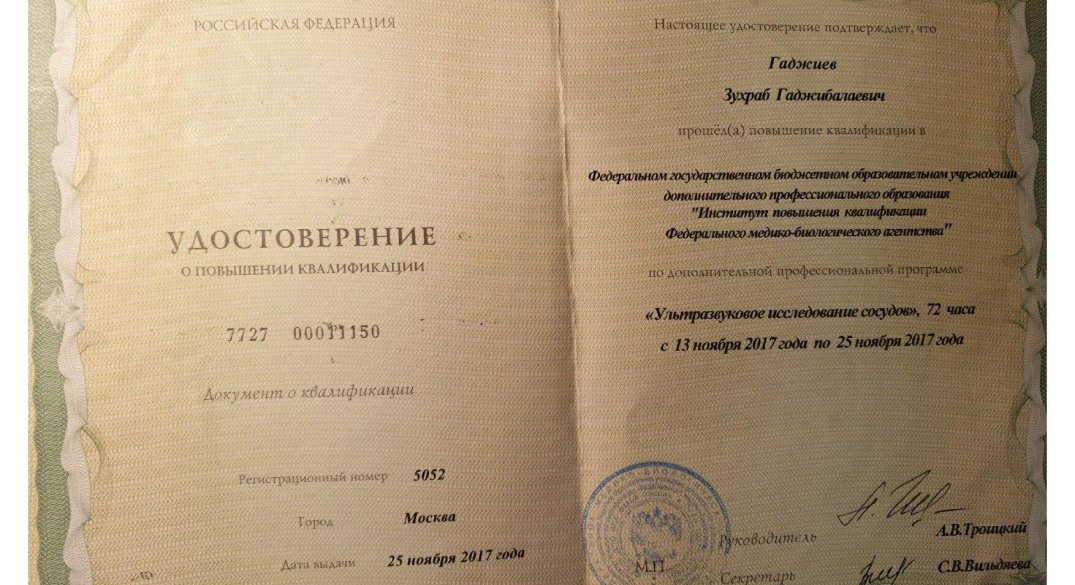 РОССИЙСКАЯ ФЕДЕРАЦИЯ
УДОСТОВЕРЕНИЕ
О ПОВЫШЕНИИ КВАЛИФИКАЦИИ
7727 00011150
Документ о квалификации
Регистрационный номер 5052
Город Москва
Дата выдачи 25 ноября 2017 года
Настоящее удостоверение подтверждает, что
Гаджиев
Зухраб Гаджибалаевич
прошёл(а) повышение квалификации в
Федеральном государственном бюджетном образовательном учреждении
дополнительного профессионального образования
"Институт повышения квалификации
Федерального медико-биологического агентства"
по дополнительной профессиональной программе
«Ультразвуковое исследование сосудов», 72 часа
с 13 ноября 2017 года по 25 ноября 2017 года
Руководитель А.В.Троицкий
М.П.
Секретарь С.В.Вильдяева